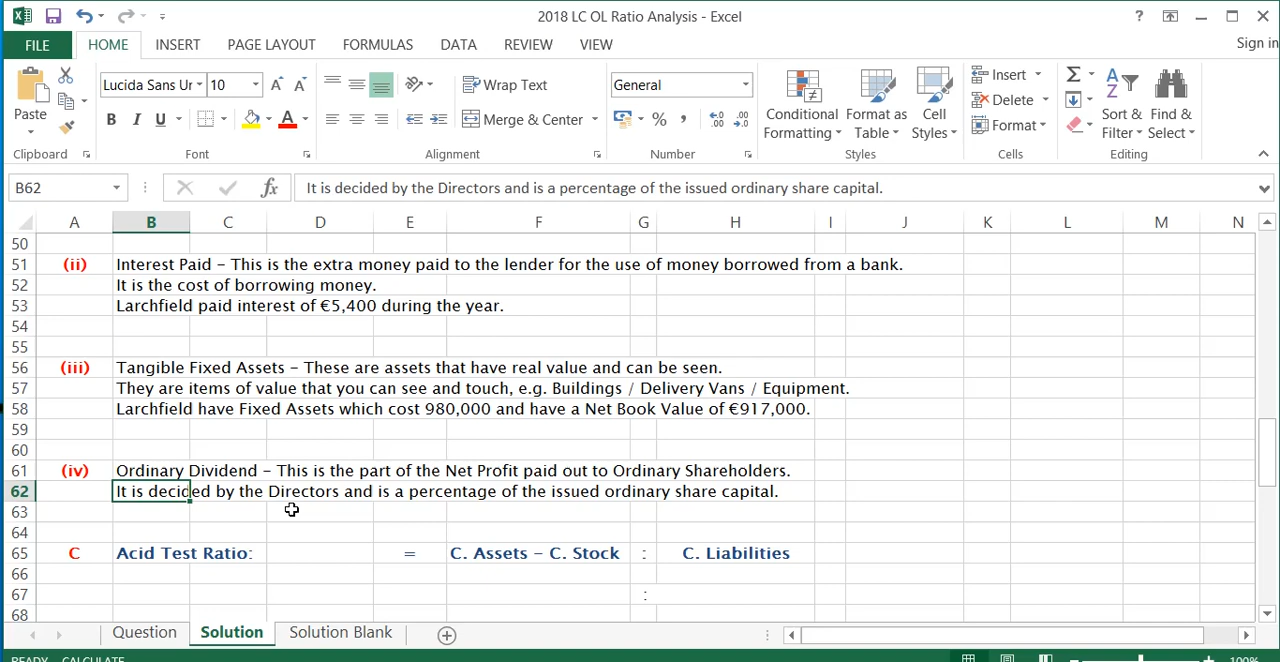 2018 LC OL Ratio Analysis - Excel
?
Sign in
FILE HOME INSERT PAGE LAYOUT FORMULAS DATA REVIEW VIEW
Lucida Sans Ur 10
Wrap Text
General
Insert
Delete
Format
Paste
B I U A
Merge & Center
% ,
Conditional Formatting
Format as Table
Cell Styles
Sort & Filter
Find & Select
Clipboard Font Alignment Number Styles Cells Editing
B62 fx It is decided by the Directors and is a percentage of the issued ordinary share capital.
A B C D E F G H I J K L M N
50
51 (ii) Interest Paid - This is the extra money paid to the lender for the use of money borrowed from a bank.
52 It is the cost of borrowing money.
53 Larchfield paid interest of €5,400 during the year.
54
55
56 (iii) Tangible Fixed Assets - These are assets that have real value and can be seen.
57 They are items of value that you can see and touch, e.g. Buildings / Delivery Vans / Equipment.
58 Larchfield have Fixed Assets which cost 980,000 and have a Net Book Value of €917,000.
59
60
61 (iv) Ordinary Dividend - This is the part of the Net Profit paid out to Ordinary Shareholders.
62 It is decided by the Directors and is a percentage of the issued ordinary share capital.
63
64
65 C Acid Test Ratio: = C. Assets - C. Stock : C. Liabilities
66
67 :
68
Question Solution Solution Blank
READY CALCULATE 100%